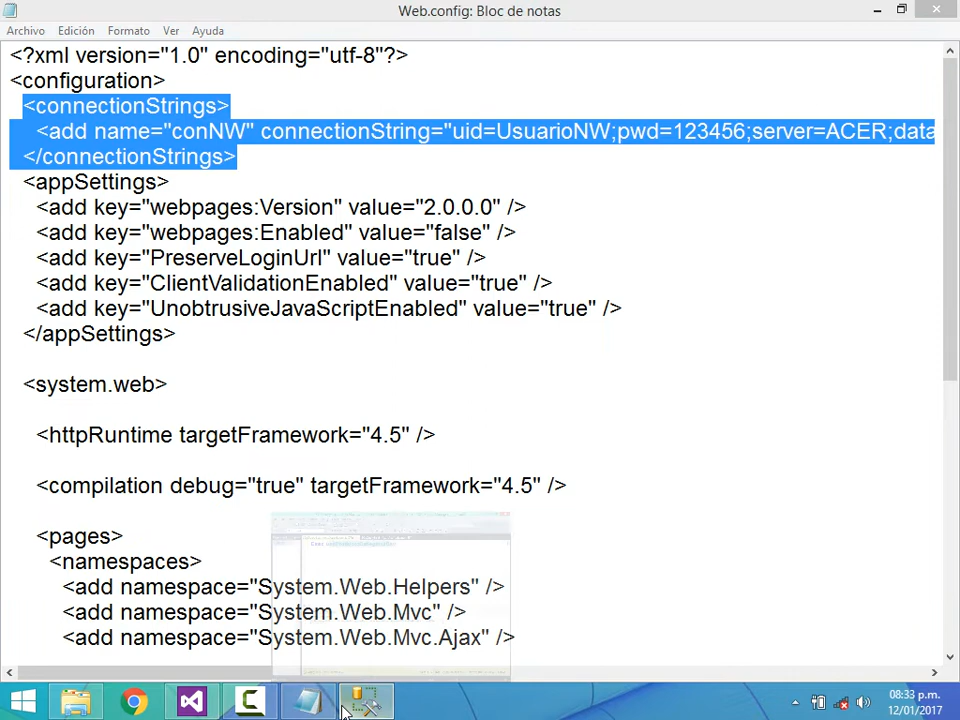 Web.config: Bloc de notas
Archivo Edición Formato Ver Ayuda
<?xml version="1.0" encoding="utf-8"?>
<configuration>
<connectionStrings>
<add name="conNW" connectionString="uid=UsuarioNW;pwd=123456;server=ACER;data
</connectionStrings>
<appSettings>
<add key="webpages:Version" value="2.0.0.0" />
<add key="webpages:Enabled" value="false" />
<add key="PreserveLoginUrl" value="true" />
<add key="ClientValidationEnabled" value="true" />
<add key="UnobtrusiveJavaScriptEnabled" value="true" />
</appSettings>
<system.web>
<httpRuntime targetFramework="4.5" />
<compilation debug="true" targetFramework="4.5" />
<pages>
<namespaces>
<add namespace="System.Web.Helpers" />
<add namespace="System.Web.Mvc" />
<add namespace="System.Web.Mvc.Ajax" />
08:33 p.m.
12/01/2017